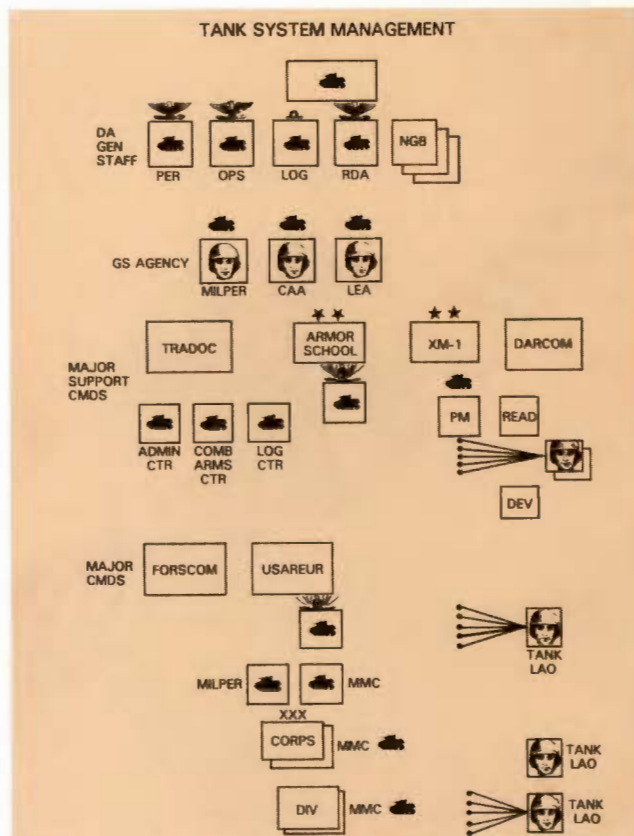 TANK SYSTEM MANAGEMENT
DA
GEN
STAFF
PER
OPS
LOG
RDA
NGB
GS AGENCY
MILPER
CAA
LEA
MAJOR
SUPPORT
CMDS
TRADOC
ARMOR
SCHOOL
XM-1
DARCOM
PM
READ
ADMIN
CTR
COMB
ARMS
CTR
LOG
CTR
DEV
MAJOR
CMDS
FORSCOM
USAREUR
TANK
LAO
MILPER
MMC
XXX
CORPS
MMC
TANK
LAO
DIV
MMC
TANK
LAO